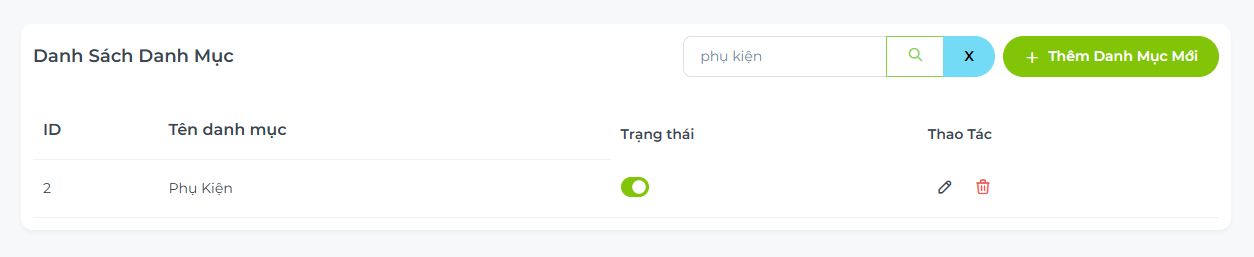 Danh Sách Danh Mục
phụ kiện
X
+ Thêm Danh Mục Mới
ID Tên danh mục Trạng thái Thao Tác
2 Phụ Kiện